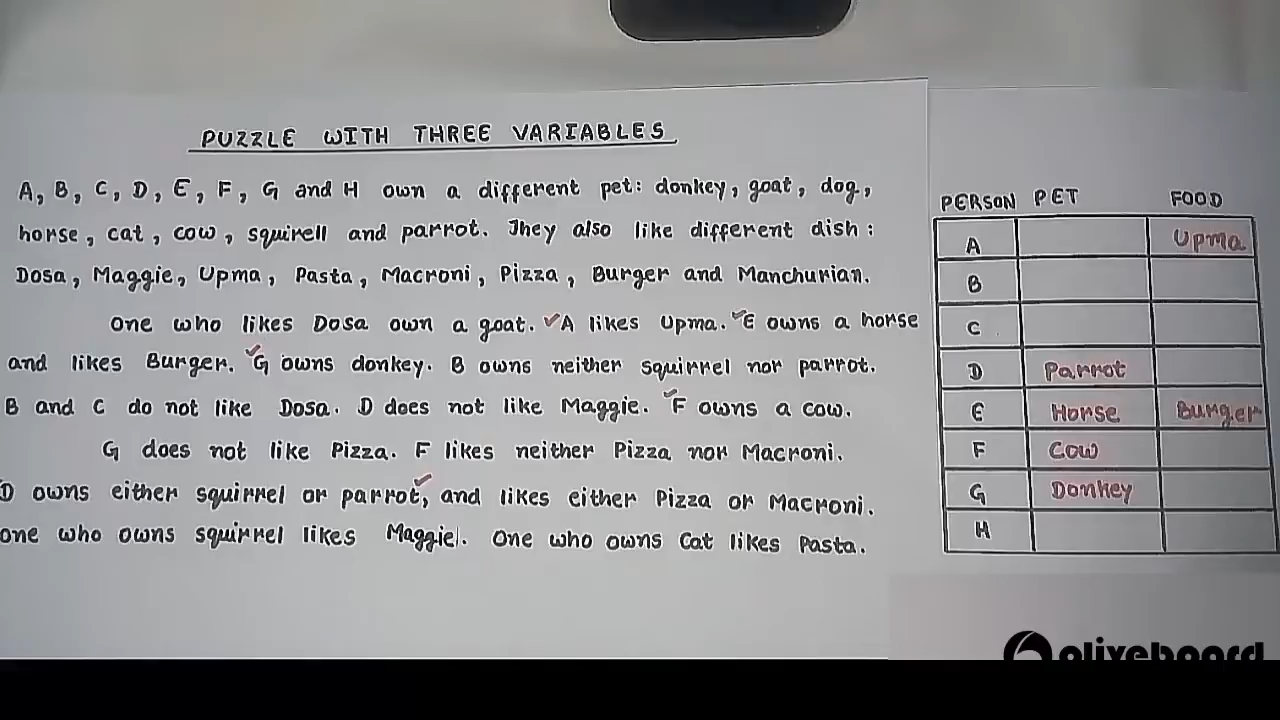 PUZZLE WITH THREE VARIABLES
A, B, C, D, E, F, G and H own a different pet: donkey, goat, dog,
horse, cat, cow, squirell and parrot. They also like different dish:
Dosa, Maggie, Upma, Pasta, Macroni, Pizza, Burger and Manchurian.
One who likes Dosa own a goat. ✓A likes Upma. ✓E owns a horse
and likes Burger. ✓G owns donkey. B owns neither squirrel nor parrot.
B and C do not like Dosa. D does not like Maggie. ✓F owns a cow.
G does not like Pizza. F likes neither Pizza nor Macroni.
D owns either squirrel or parrot,✓ and likes either Pizza or Macroni.
one who owns squirrel likes Maggie. One who owns Cat likes Pasta.
PERSON PET FOOD
A Upma
B
C
D Parrot
E Horse Burger
F Cow
G Donkey
H
oliveboard